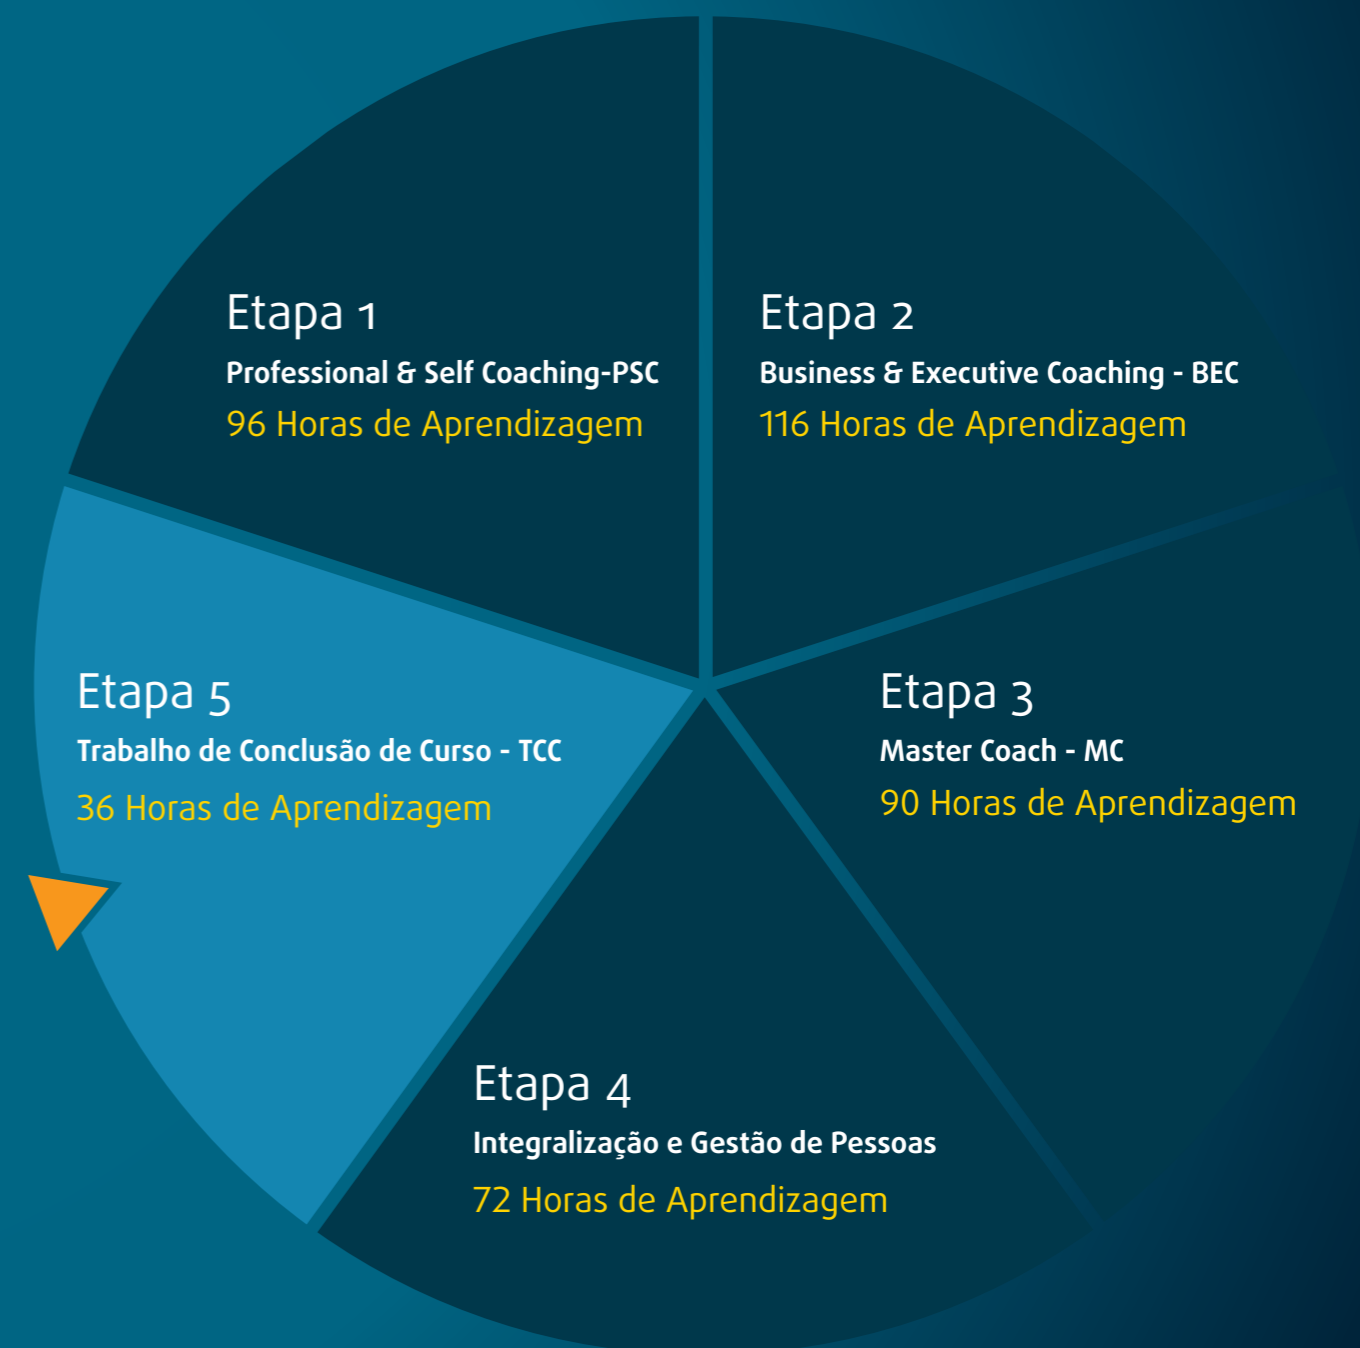 Etapa 1
Professional & Self Coaching-PSC
96 Horas de Aprendizagem
Etapa 2
Business & Executive Coaching - BEC
116 Horas de Aprendizagem
Etapa 3
Master Coach - MC
90 Horas de Aprendizagem
Etapa 4
Integralização e Gestão de Pessoas
72 Horas de Aprendizagem
Etapa 5
Trabalho de Conclusão de Curso - TCC
36 Horas de Aprendizagem